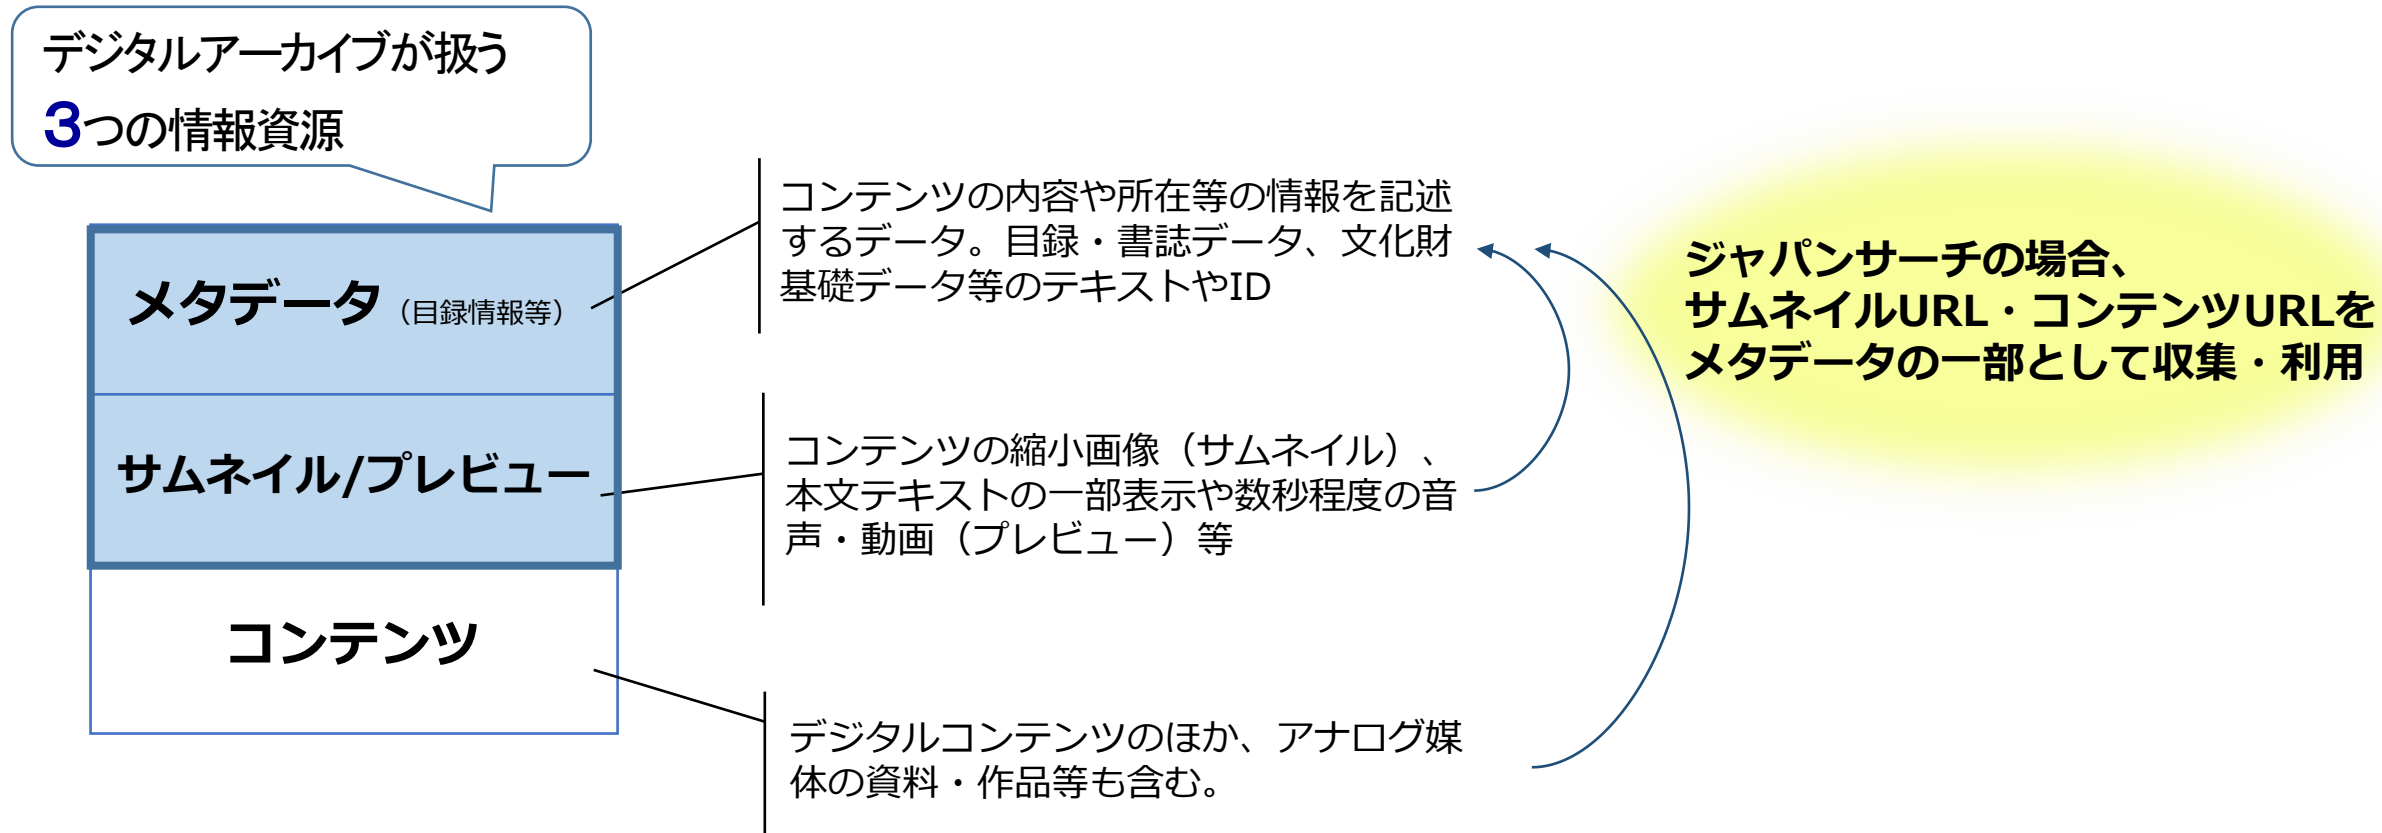 デジタルアーカイブが扱う
3つの情報資源
メタデータ（目録情報等）
コンテンツの内容や所在等の情報を記述
するデータ。目録・書誌データ、文化財
基礎データ等のテキストやID
サムネイル/プレビュー
コンテンツの縮小画像（サムネイル）、
本文テキストの一部表示や数秒程度の音
声・動画（プレビュー）等
コンテンツ
デジタルコンテンツのほか、アナログ媒
体の資料・作品等も含む。
ジャパンサーチの場合、
サムネイルURL・コンテンツURLを
メタデータの一部として収集・利用